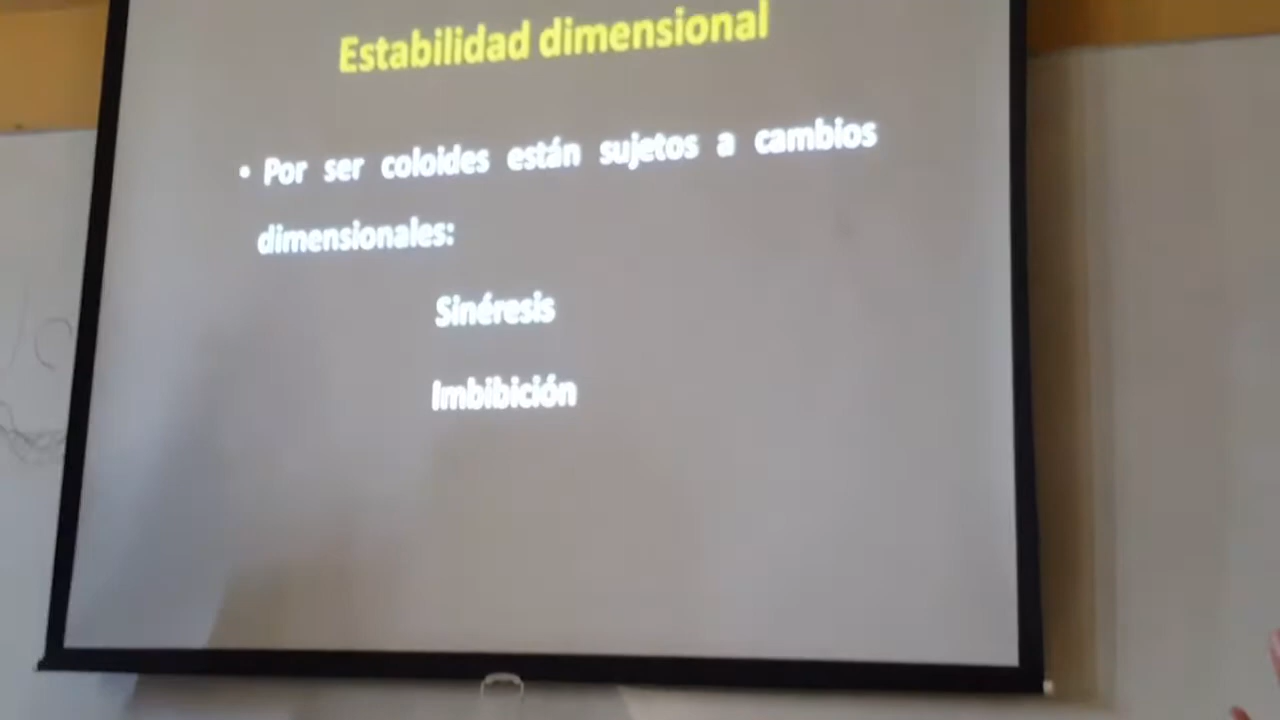 Estabilidad dimensional
• Por ser coloides están sujetos a cambios
dimensionales:
Sinéresis
Imbibición